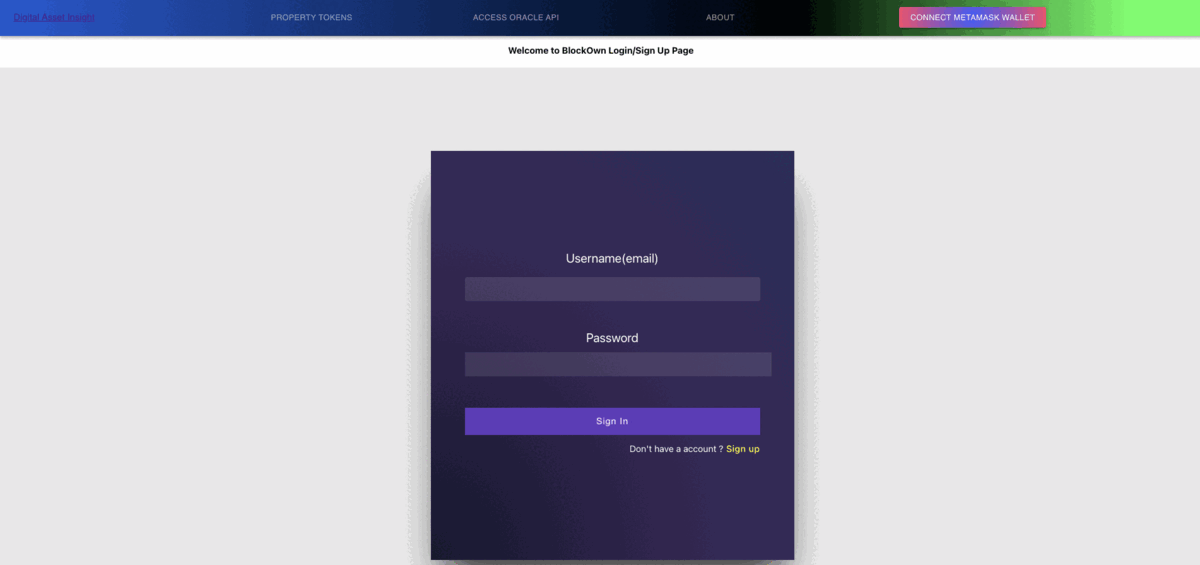 Digital Asset Insight
PROPERTY TOKENS
ACCESS ORACLE API
ABOUT
CONNECT METAMASK WALLET
Welcome to BlockOwn Login/Sign Up Page
Username(email)
Password
Sign In
Don't have a account ? Sign up